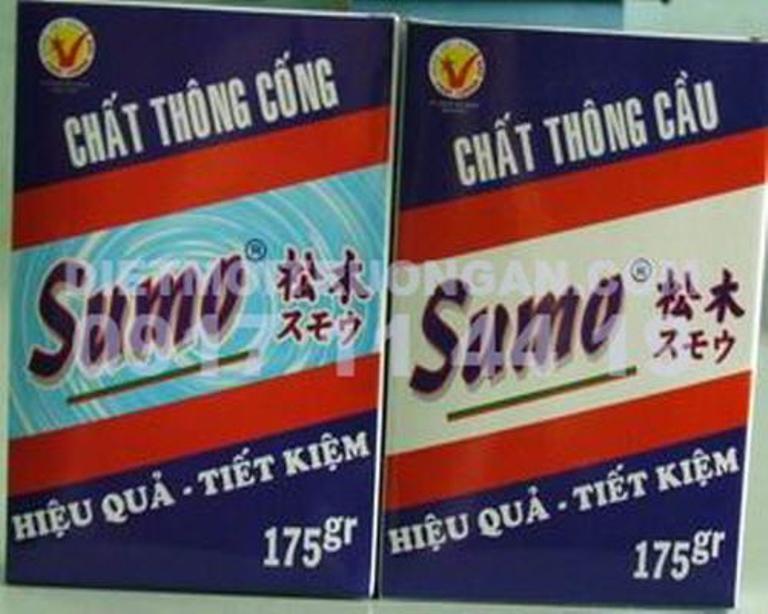 CHẤT THÔNG CỐNG
Sumo® 松木
スモウ
HIỆU QUẢ - TIẾT KIỆM
175gr
CHẤT THÔNG CẦU
Sumo® 松木
スモウ
HIỆU QUẢ - TIẾT KIỆM
175gr